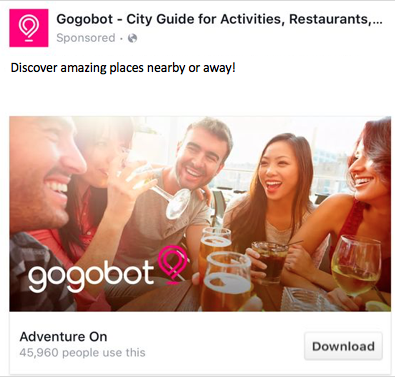 Gogobot - City Guide for Activities, Restaurants,...
Sponsored ·
Discover amazing places nearby or away!
gogobot
Adventure On
45,960 people use this
Download